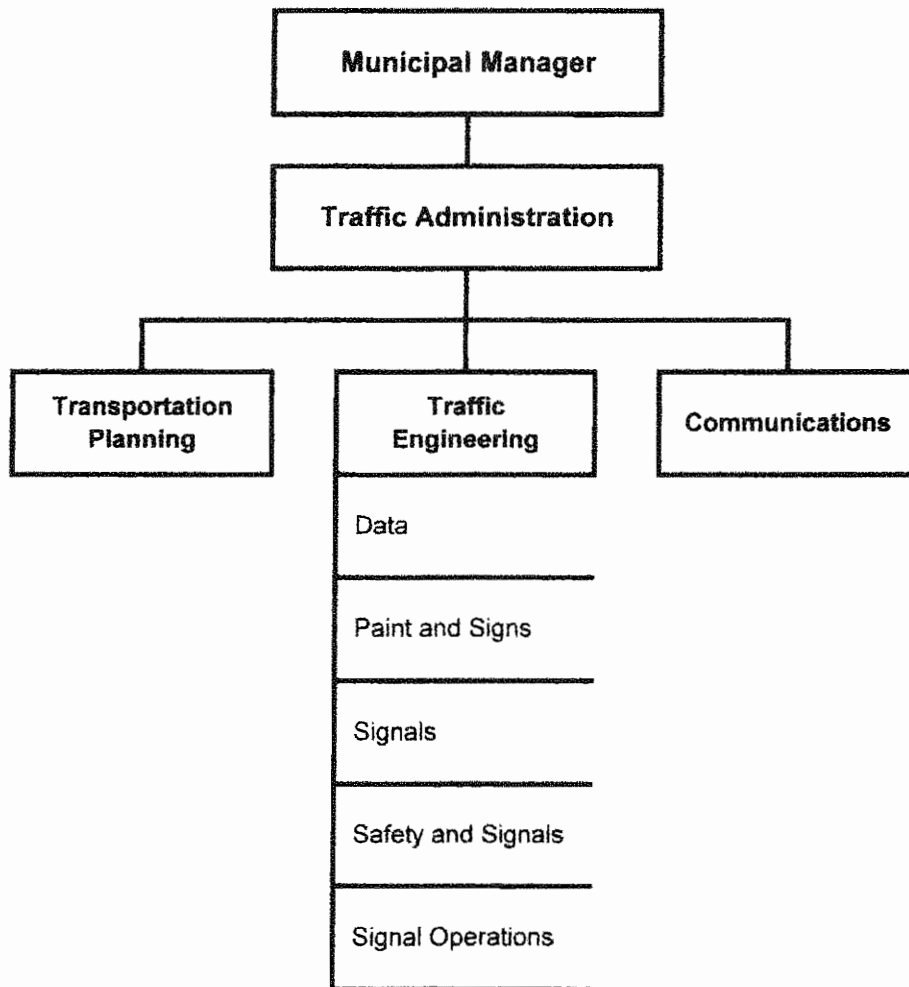 Municipal Manager
Traffic Administration
Transportation
Planning
Traffic
Engineering
Communications
Data
Paint and Signs
Signals
Safety and Signals
Signal Operations